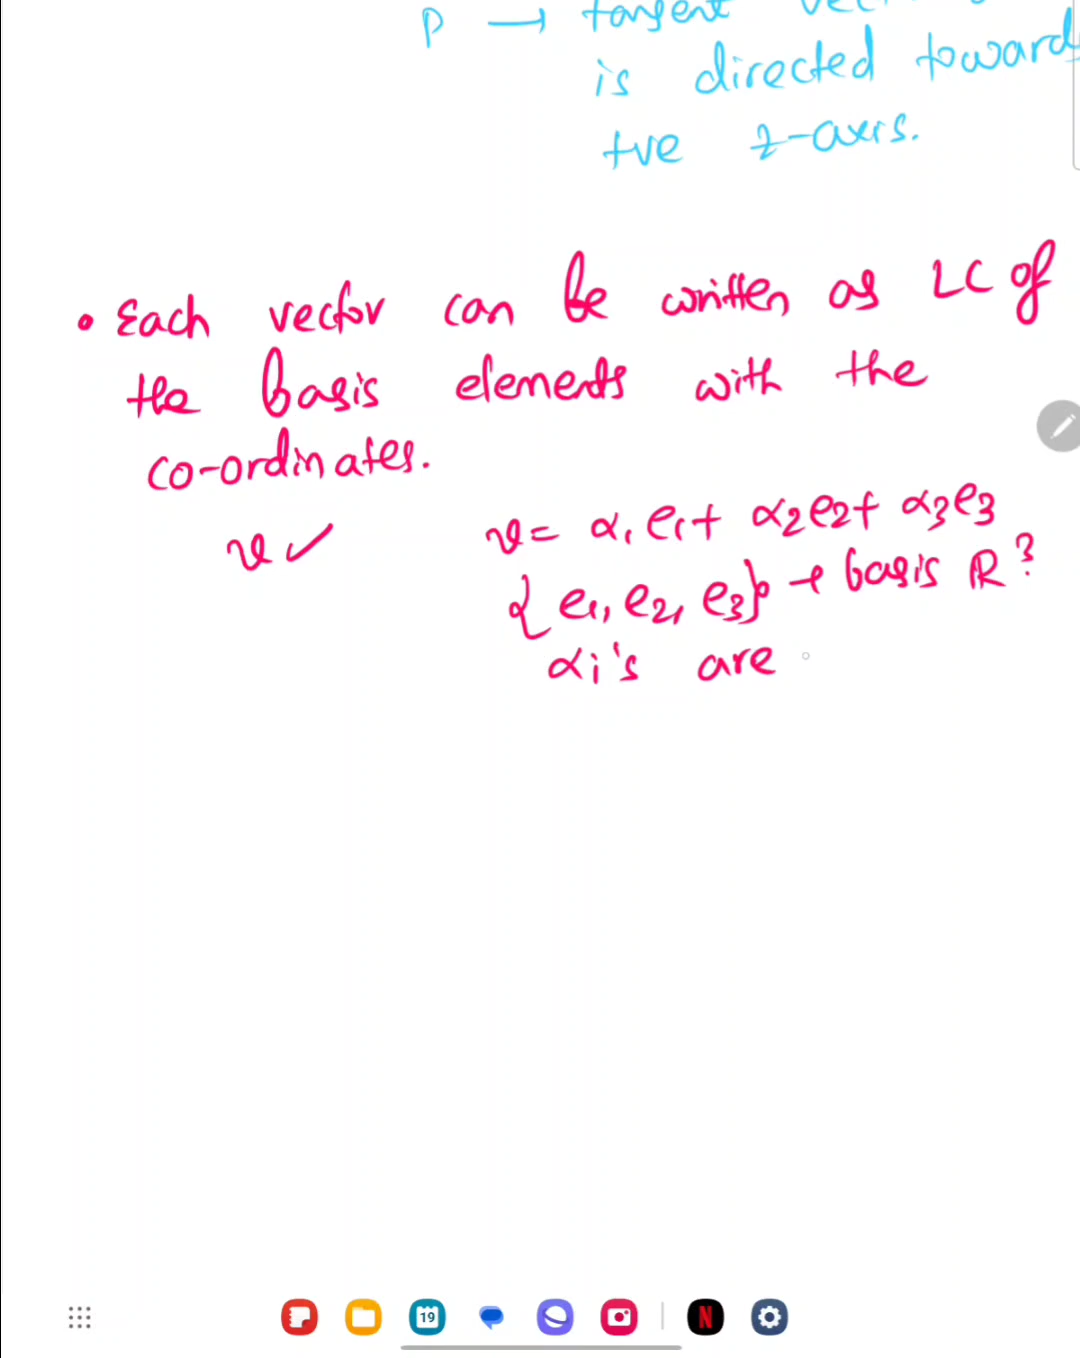 P → tangent
is directed toward
+ve z-axis.
• Each vector can be written as LC of
the basis elements with the
co-ordinates.
v ✓ v = α₁e₁ + α₂e₂ + α₃e₃
{e₁, e₂, e₃} → basis ℝ³
αi's are
19
N